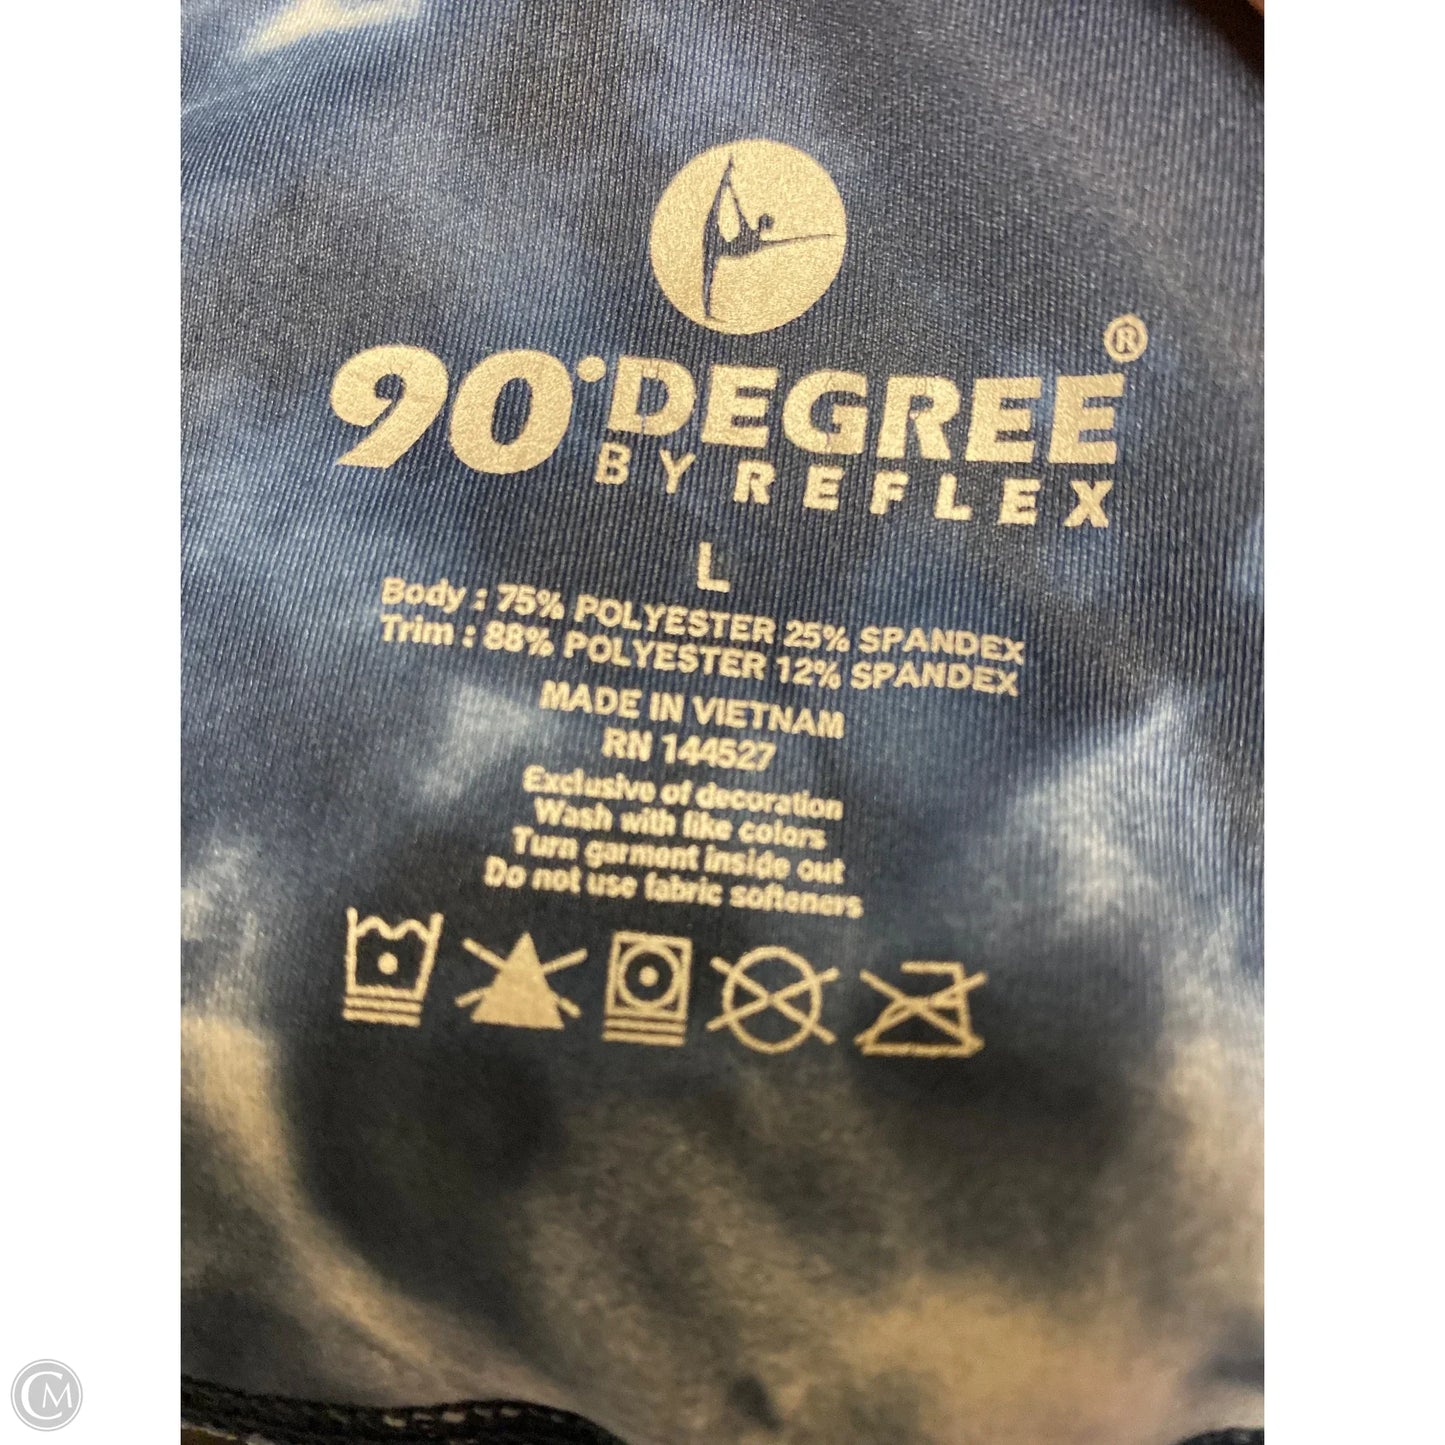 90°DEGREE®
BY REFLEX
L
Body : 75% POLYESTER 25% SPANDEX
Trim : 88% POLYESTER 12% SPANDEX
MADE IN VIETNAM
RN 144527
Exclusive of decoration
Wash with like colors
Turn garment inside out
Do not use fabric softeners
CM